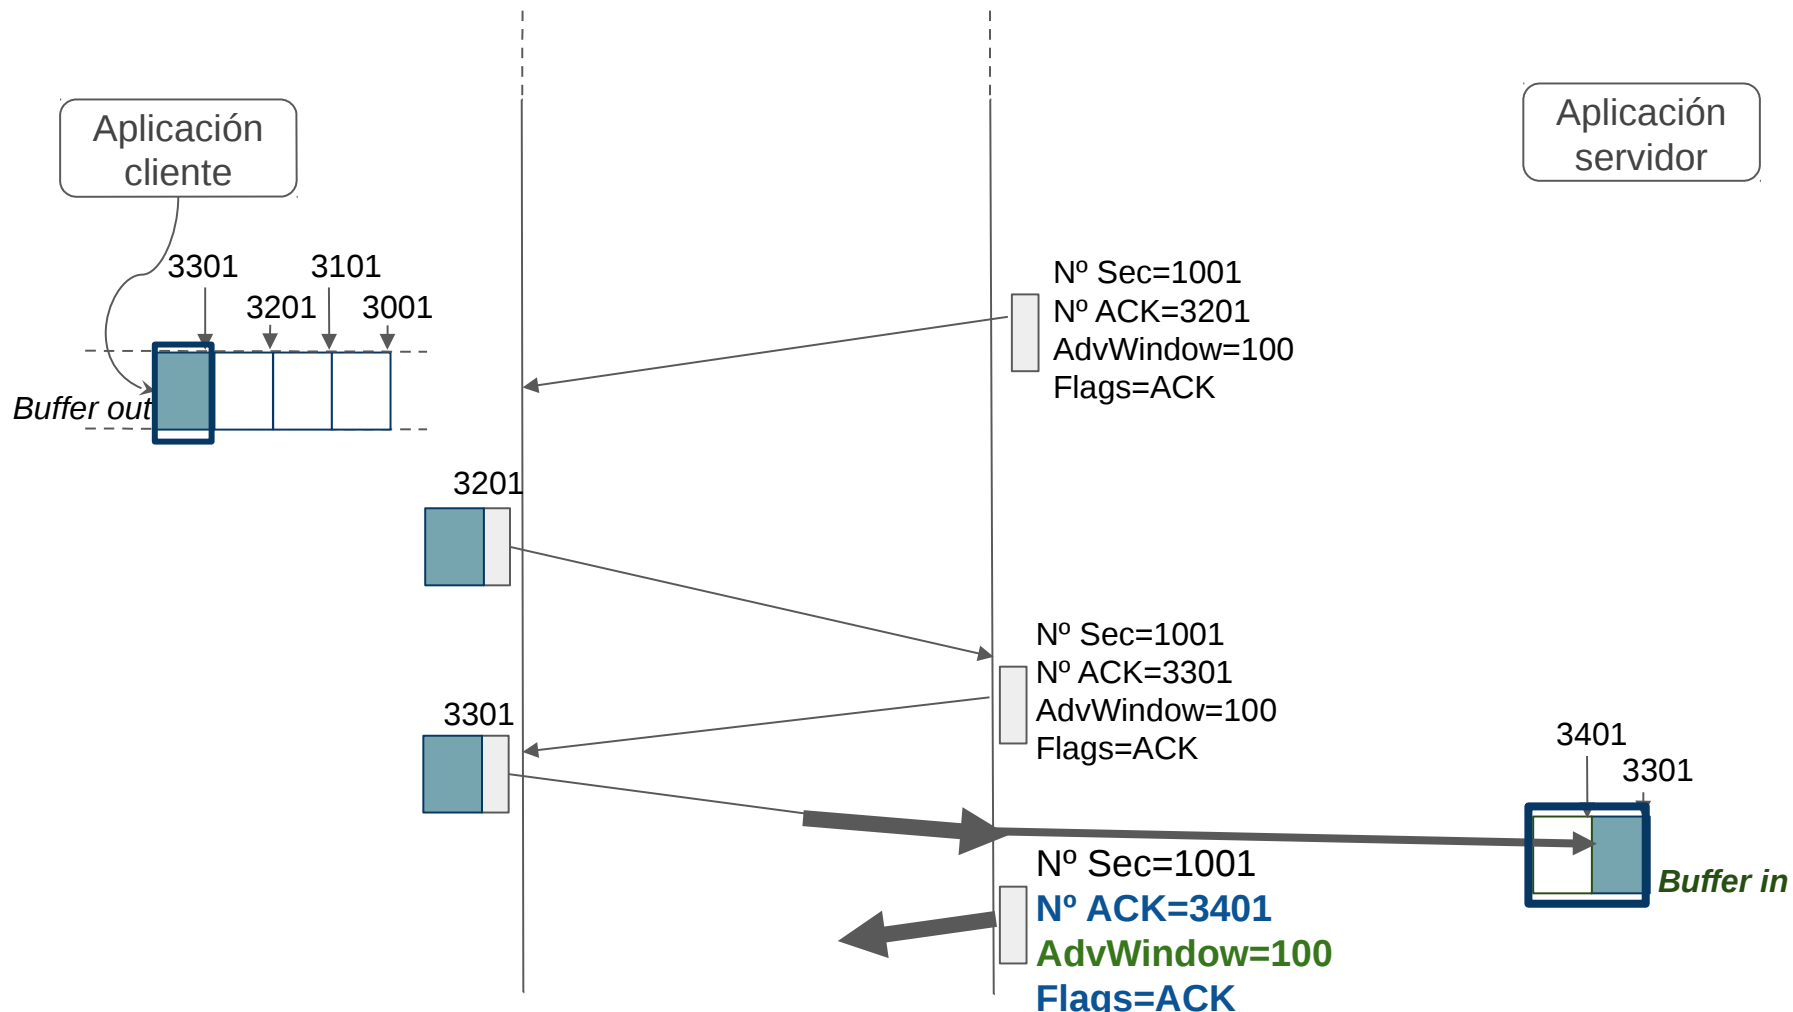 Aplicación
cliente
Aplicación
servidor
3301
3101
3201
3001
Nº Sec=1001
Nº ACK=3201
AdvWindow=100
Flags=ACK
Buffer out
3201
Nº Sec=1001
Nº ACK=3301
AdvWindow=100
Flags=ACK
3301
3401
3301
Buffer in
Nº Sec=1001
Nº ACK=3401
AdvWindow=100
Flags=ACK